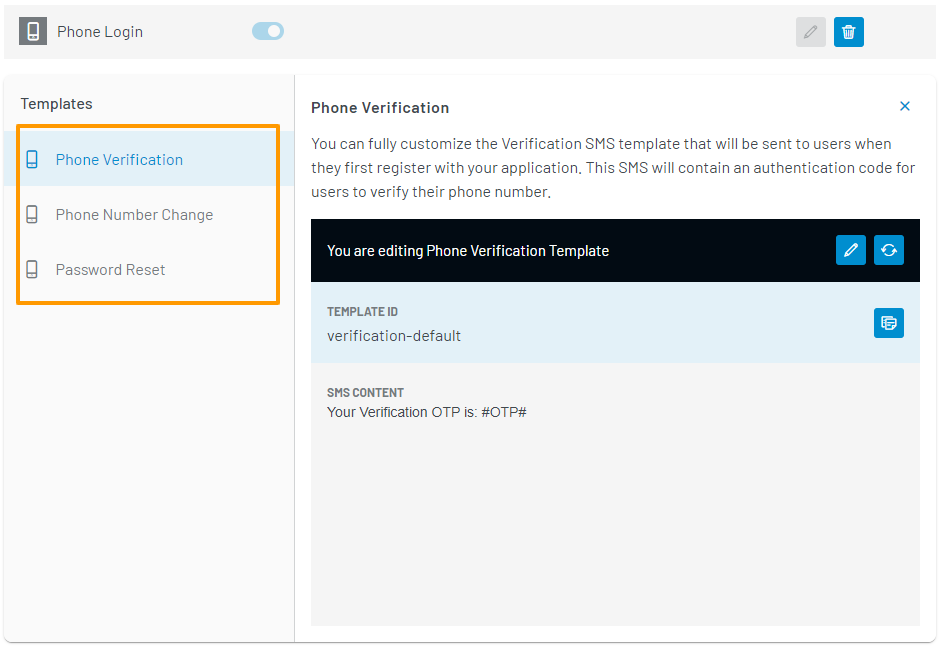 Phone Login
Templates
Phone Verification
Phone Number Change
Password Reset
Phone Verification
You can fully customize the Verification SMS template that will be sent to users when
they first register with your application. This SMS will contain an authentication code for
users to verify their phone number.
You are editing Phone Verification Template
TEMPLATE ID
verification-default
SMS CONTENT
Your Verification OTP is: #OTP#